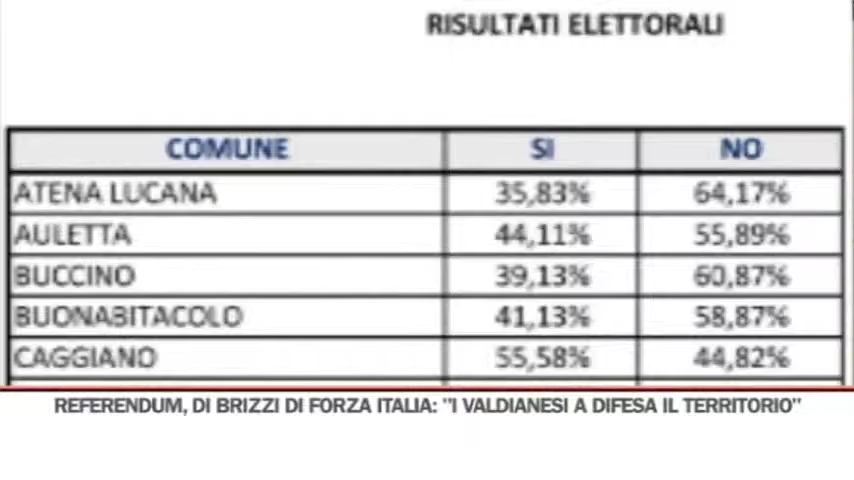 RISULTATI ELETTORALI
COMUNE SI NO
ATENA LUCANA 35,83% 64,17%
AULETTA 44,11% 55,89%
BUCCINO 39,13% 60,87%
BUONABITACOLO 41,13% 58,87%
CAGGIANO 55,58% 44,82%
REFERENDUM, DI BRIZZI DI FORZA ITALIA: "I VALDIANESI A DIFESA IL TERRITORIO"